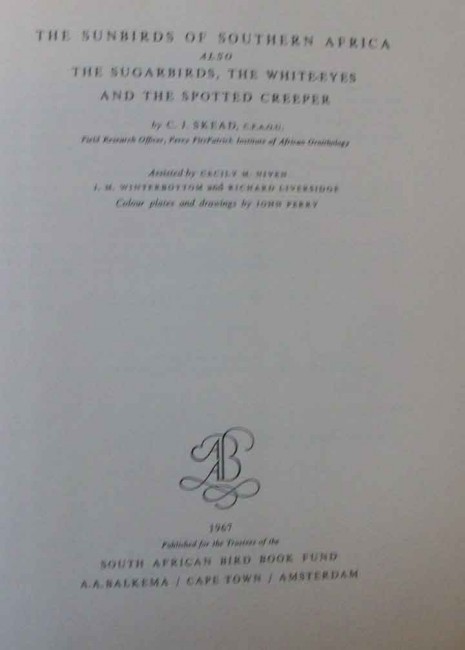 THE SUNBIRDS OF SOUTHERN AFRICA
ALSO
THE SUGARBIRDS, THE WHITE-EYES
AND THE SPOTTED CREEPER
by C. J. SKEAD,
Field Research Officer, Percy FitzPatrick Institute of African Ornithology
Assisted by CECILY M. NIVEN
J. M. WINTERBOTTOM and RICHARD LIVERSIDGE
Colour plates and drawings by JOHN PERRY
AAB
1967
Published for the Trustees of the
SOUTH AFRICAN BIRD BOOK FUND
A.A.BALKEMA / CAPE TOWN / AMSTERDAM